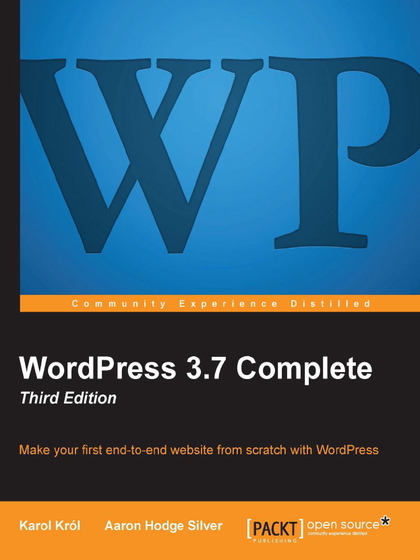 WP
Community Experience Distilled
WordPress 3.7 Complete
Third Edition
Make your first end-to-end website from scratch with WordPress
Karol Król Aaron Hodge Silver
[PACKT] open source*
PUBLISHING community experience distilled